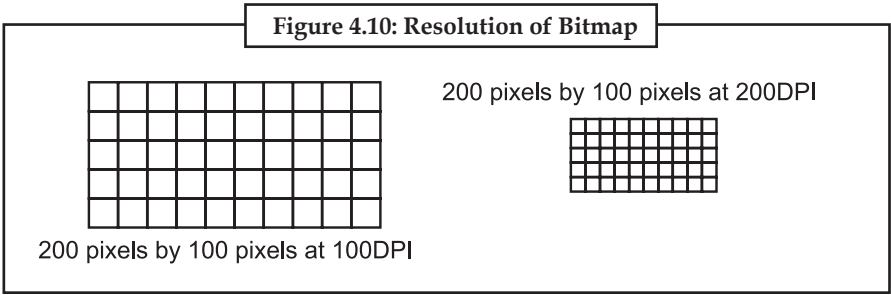 Figure 4.10: Resolution of Bitmap
200 pixels by 100 pixels at 200DPI
200 pixels by 100 pixels at 100DPI